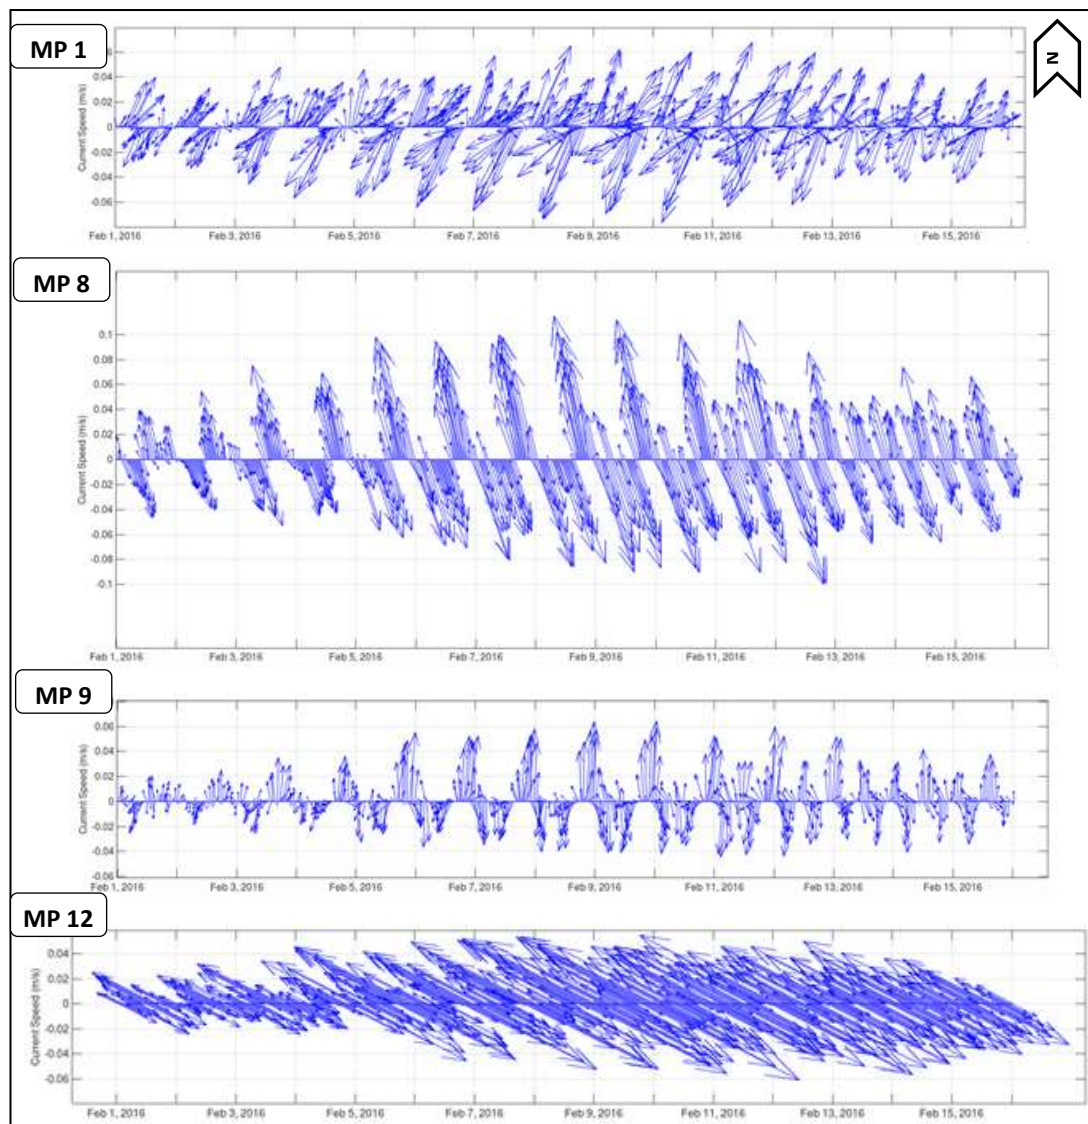 MP 1
N
0.04
0.02
0
-0.02
-0.04
-0.06
Current Speed (m/s)
Feb 1, 2016 Feb 3, 2016 Feb 5, 2016 Feb 7, 2016 Feb 9, 2016 Feb 11, 2016 Feb 13, 2016 Feb 15, 2016
MP 8
0.1
0.08
0.06
0.04
0.02
0
-0.02
-0.04
-0.06
-0.08
-0.1
Current Speed (m/s)
Feb 1, 2016 Feb 3, 2016 Feb 5, 2016 Feb 7, 2016 Feb 9, 2016 Feb 11, 2016 Feb 13, 2016 Feb 15, 2016
MP 9
0.06
0.04
0.02
0
-0.02
-0.04
-0.06
Current Speed (m/s)
Feb 1, 2016 Feb 3, 2016 Feb 5, 2016 Feb 7, 2016 Feb 9, 2016 Feb 11, 2016 Feb 13, 2016 Feb 15, 2016
MP 12
0.04
0.02
0
-0.02
-0.04
-0.06
Current Speed (m/s)
Feb 1, 2016 Feb 3, 2016 Feb 5, 2016 Feb 7, 2016 Feb 9, 2016 Feb 11, 2016 Feb 13, 2016 Feb 15, 2016